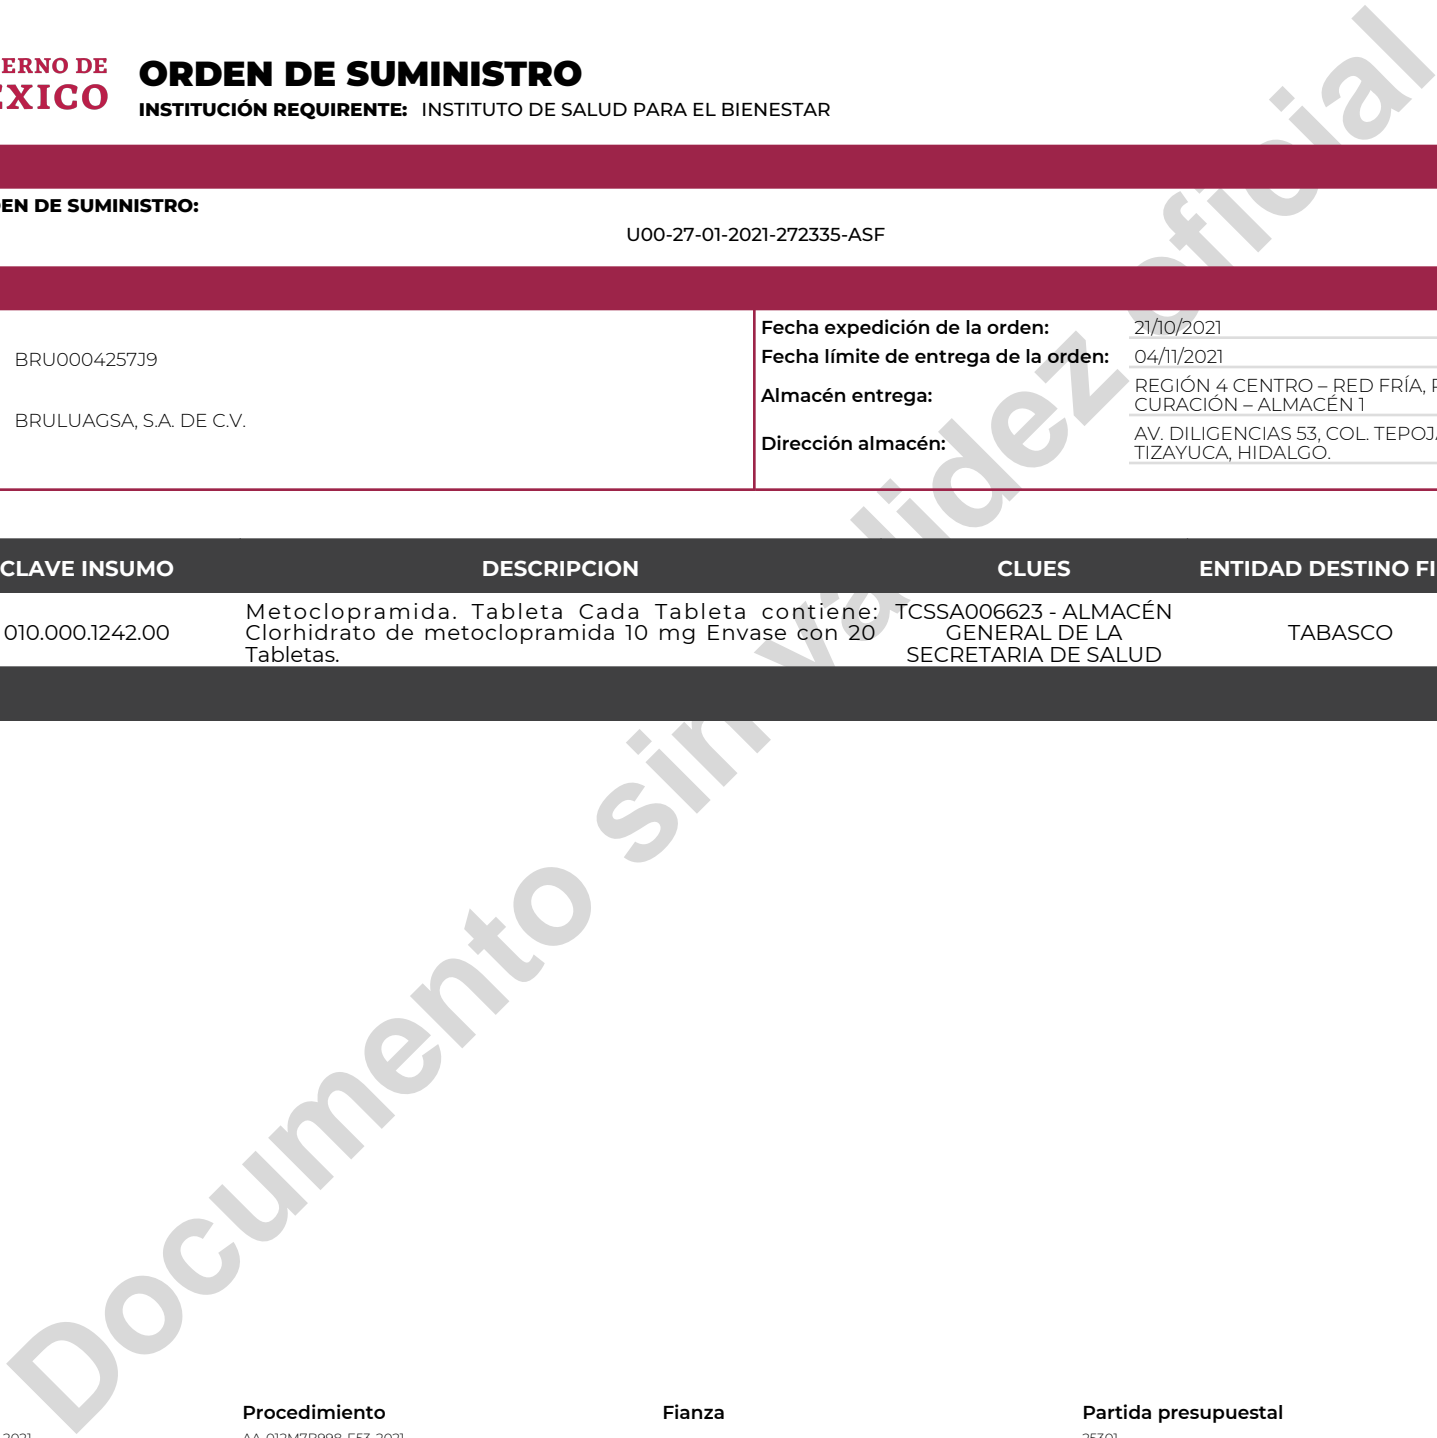 ORDEN DE SUMINISTRO
INSTITUCIÓN REQUIRENTE: INSTITUTO DE SALUD PARA EL BIENESTAR
ERNO DE
XICO
EN DE SUMINISTRO:
U00-27-01-2021-272335-ASF
BRU0004257J9
BRULUAGSA, S.A. DE C.V.
Fecha expedición de la orden: 21/10/2021
Fecha límite de entrega de la orden: 04/11/2021
Almacén entrega: REGIÓN 4 CENTRO – RED FRÍA,
CURACIÓN – ALMACÉN 1
Dirección almacén: AV. DILIGENCIAS 53, COL. TEPOJ
TIZAYUCA, HIDALGO.
CLAVE INSUMO DESCRIPCION CLUES ENTIDAD DESTINO FI
010.000.1242.00
Metoclopramida. Tableta Cada Tableta contiene:
Clorhidrato de metoclopramida 10 mg Envase con 20
Tabletas.
TCSSA006623 - ALMACÉN
GENERAL DE LA
SECRETARIA DE SALUD
TABASCO
Documento sin validez oficial
Procedimiento Fianza Partida presupuestal